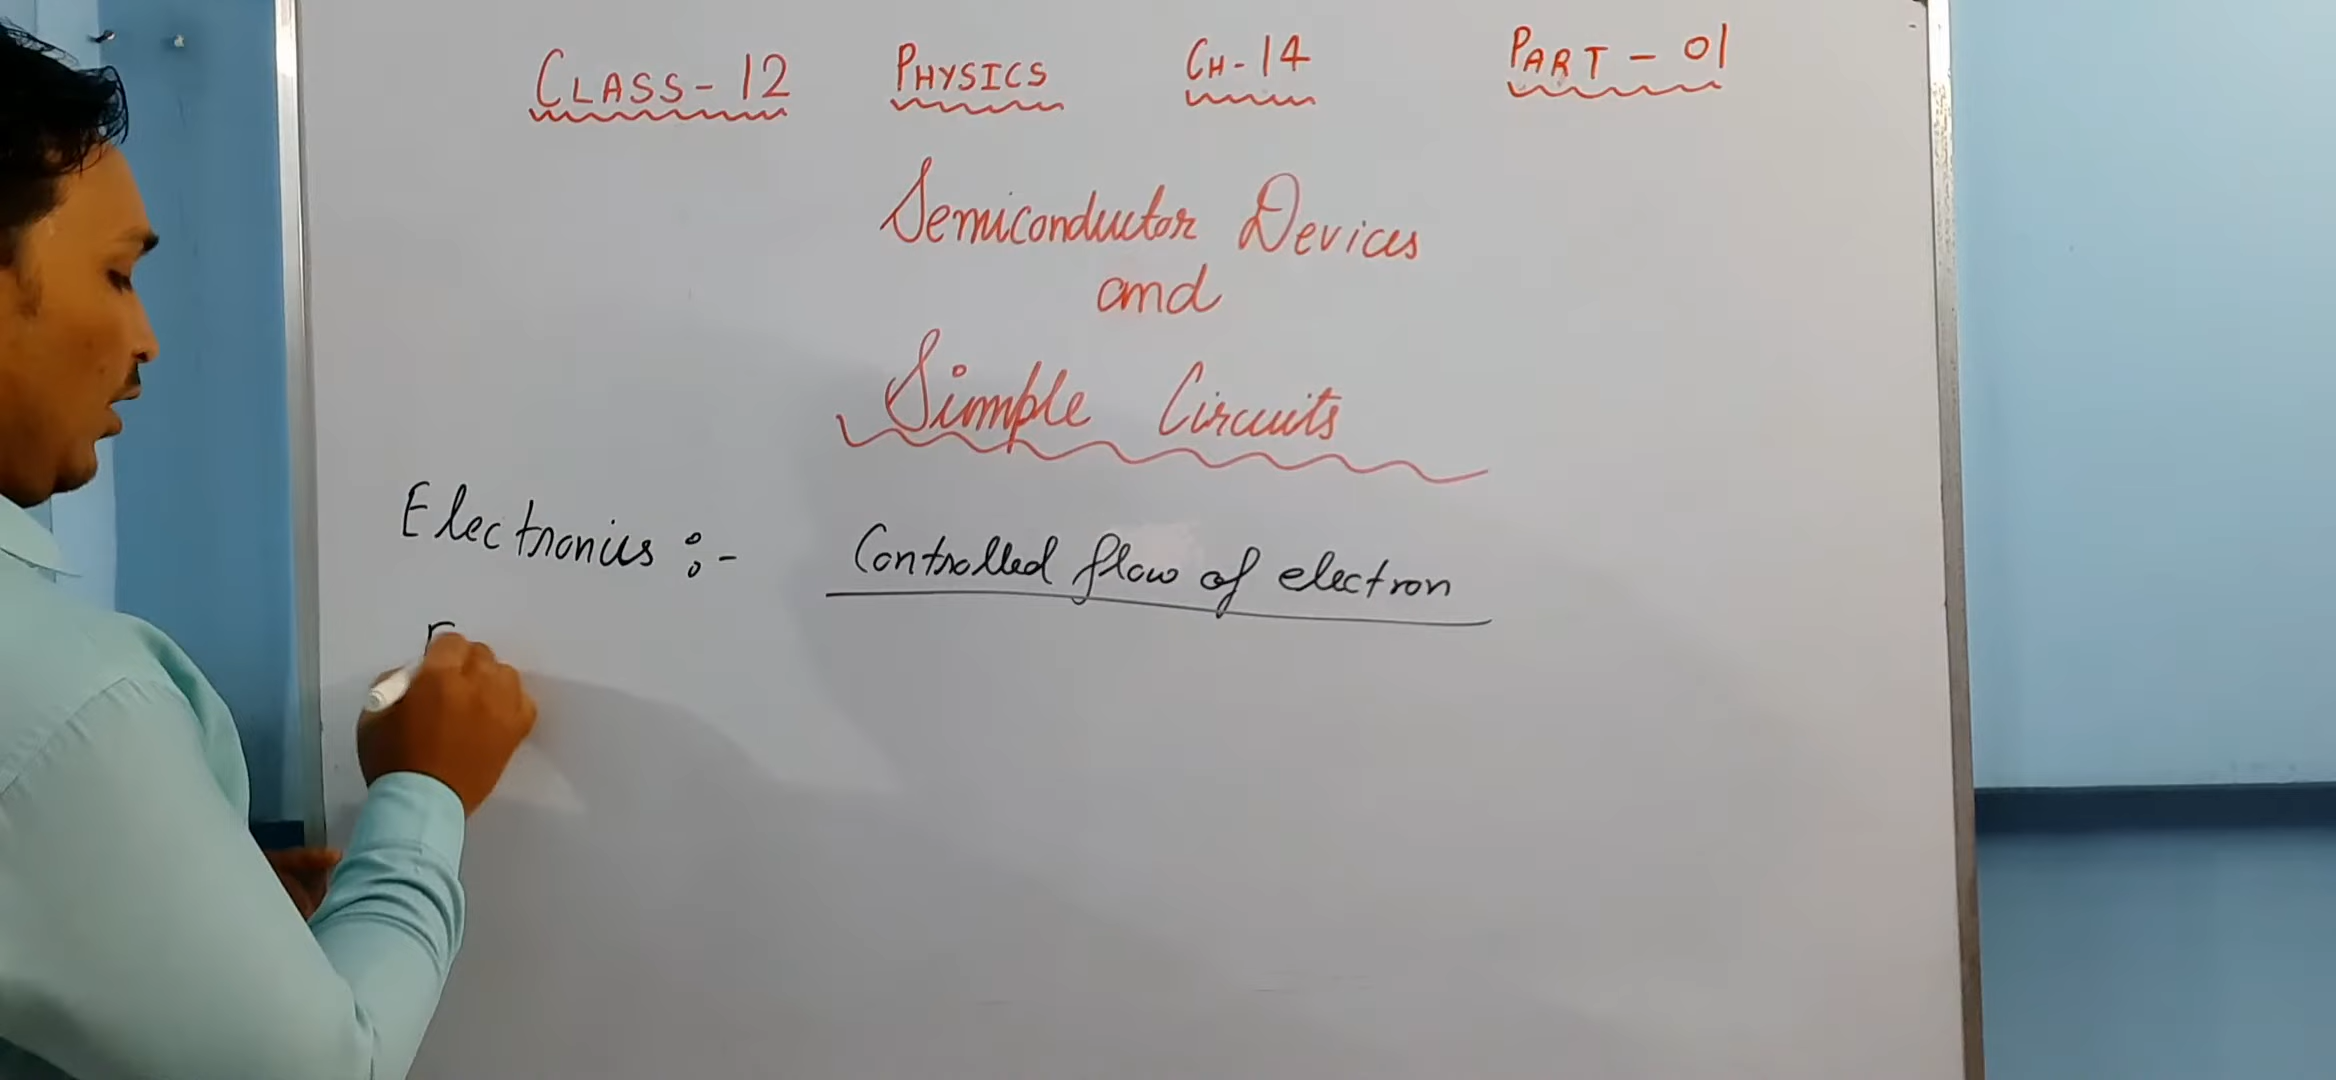 CLASS-12 PHYSICS CH-14 PART-01
Semiconductor Devices
and
Simple Circuits
Electronics :- Controlled flow of electron